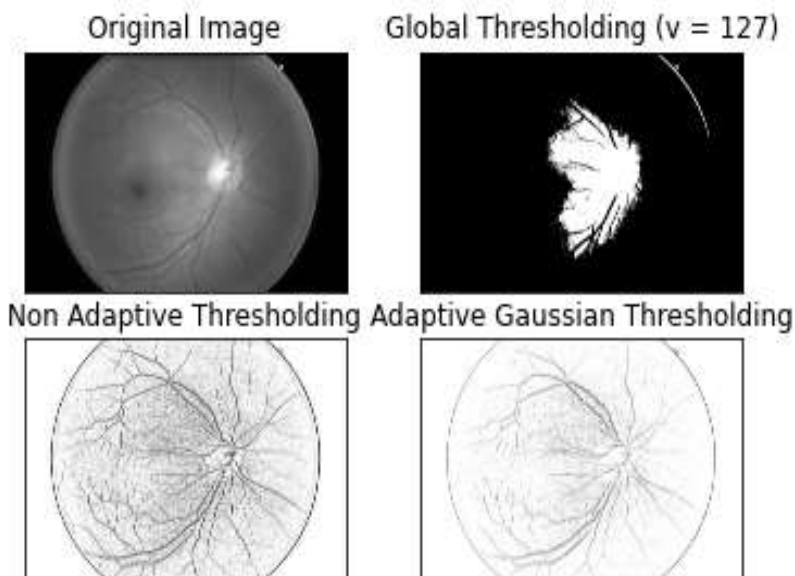 Original Image
Global Thresholding (v = 127)
Non Adaptive Thresholding
Adaptive Gaussian Thresholding